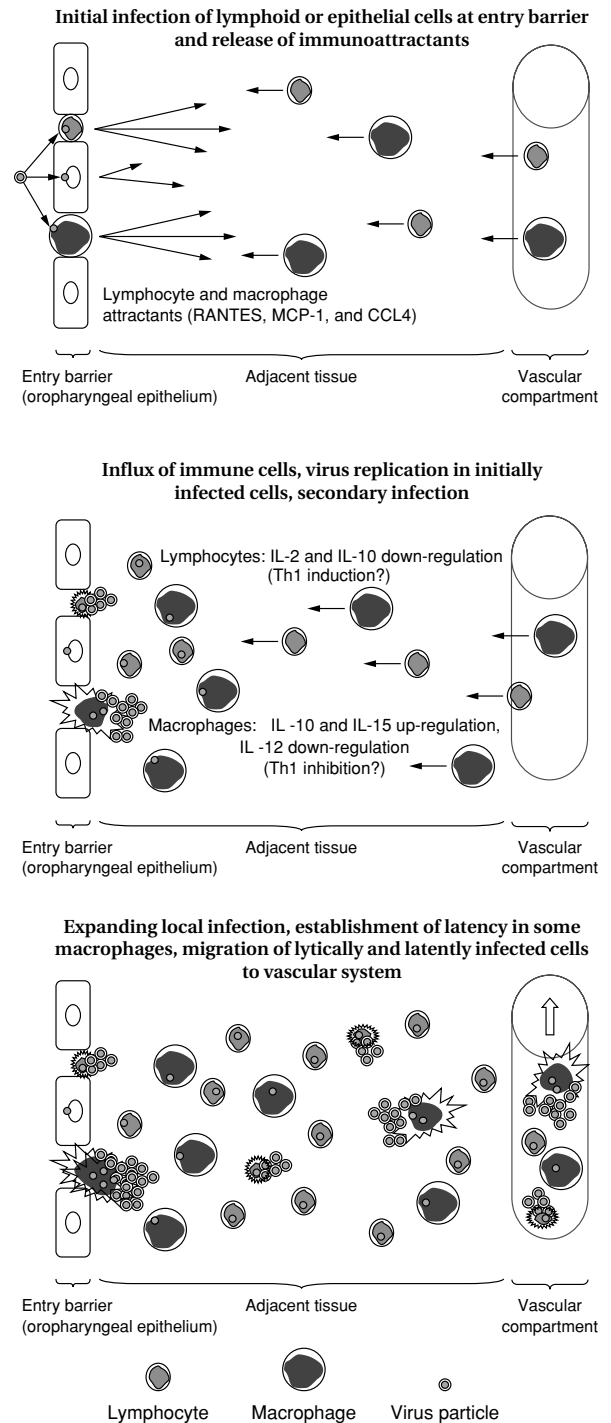 Initial infection of lymphoid or epithelial cells at entry barrier
and release of immunoattractants
Lymphocyte and macrophage
attractants (RANTES, MCP-1, and CCL4)
Entry barrier
(oropharyngeal epithelium)
Adjacent tissue
Vascular
compartment
Influx of immune cells, virus replication in initially
infected cells, secondary infection
Lymphocytes: IL-2 and IL-10 down-regulation
(Th1 induction?)
Macrophages: IL -10 and IL-15 up-regulation,
IL -12 down-regulation
(Th1 inhibition?)
Entry barrier
(oropharyngeal epithelium)
Adjacent tissue
Vascular
compartment
Expanding local infection, establishment of latency in some
macrophages, migration of lytically and latently infected cells
to vascular system
Entry barrier
(oropharyngeal epithelium)
Adjacent tissue
Vascular
compartment
Lymphocyte
Macrophage
Virus particle